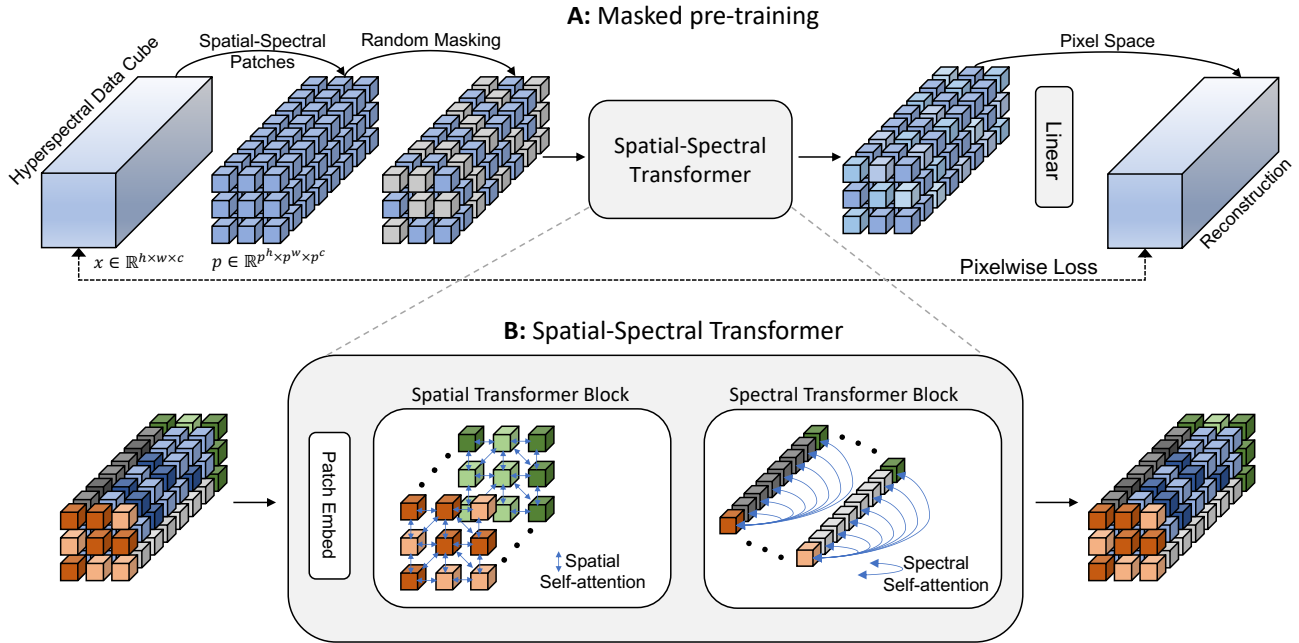 A: Masked pre-training
Hyperspectral Data Cube
Spatial-Spectral
Patches
Random Masking
Spatial-Spectral
Transformer
Linear
Pixel Space
Reconstruction
x ∈ ℝ^{h×w×c}
p ∈ ℝ^{p^h×p^w×p^c}
Pixelwise Loss
B: Spatial-Spectral Transformer
Patch Embed
Spatial Transformer Block
Spatial
Self-attention
Spectral Transformer Block
Spectral
Self-attention